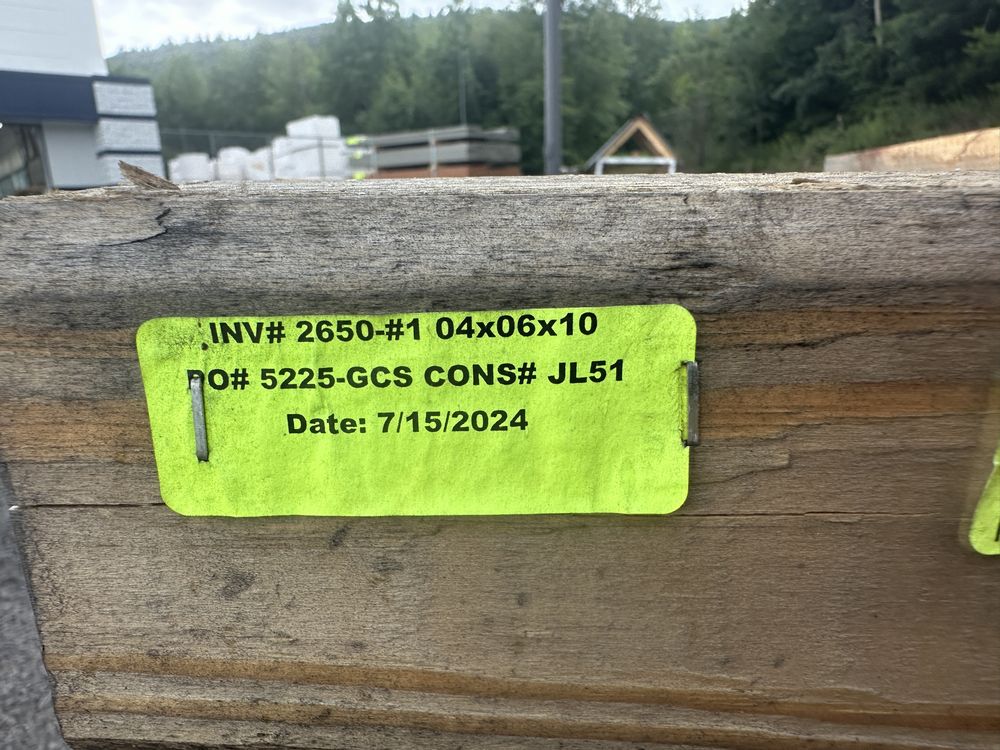 INV# 2650-#1 04x06x10
PO# 5225-GCS CONS# JL51
Date: 7/15/2024